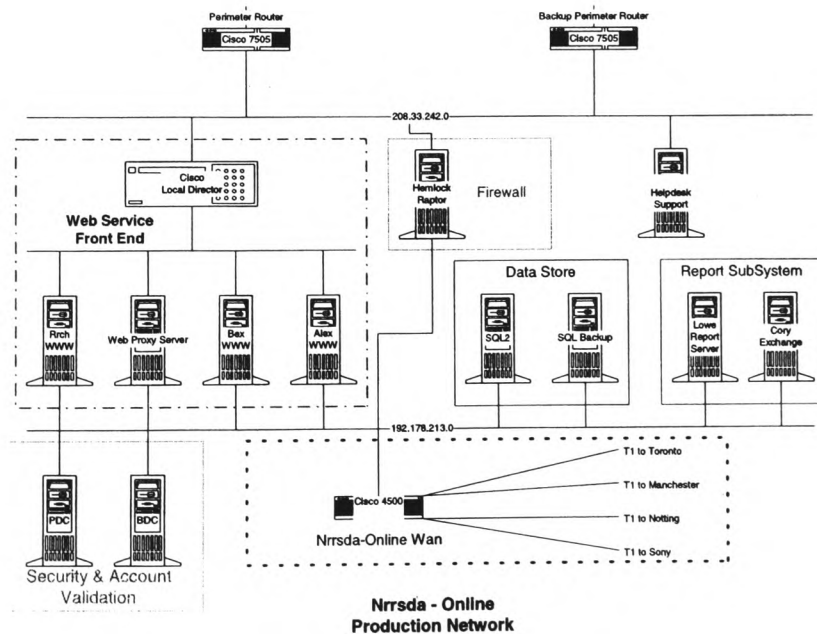 Perimeter Router
Backup Perimeter Router
Cisco 7505
Cisco 7505
208.33.242.0
Cisco
Local Director
Hemlock
Raptor
Firewall
Helpdesk
Support
Web Service
Front End
Data Store
Report SubSystem
Rrch
WWW
Web Proxy Server
Bax
WWW
Alax
WWW
SQL2
SQL Backup
Lowe
Report
Server
Cory
Exchange
192.178.213.0
T1 to Toronto
T1 to Manchester
T1 to Notting
T1 to Sony
PDC
BDC
Cisco 4500
Nrrsda-Online Wan
Security & Account
Validation
Nrrsda - Online
Production Network